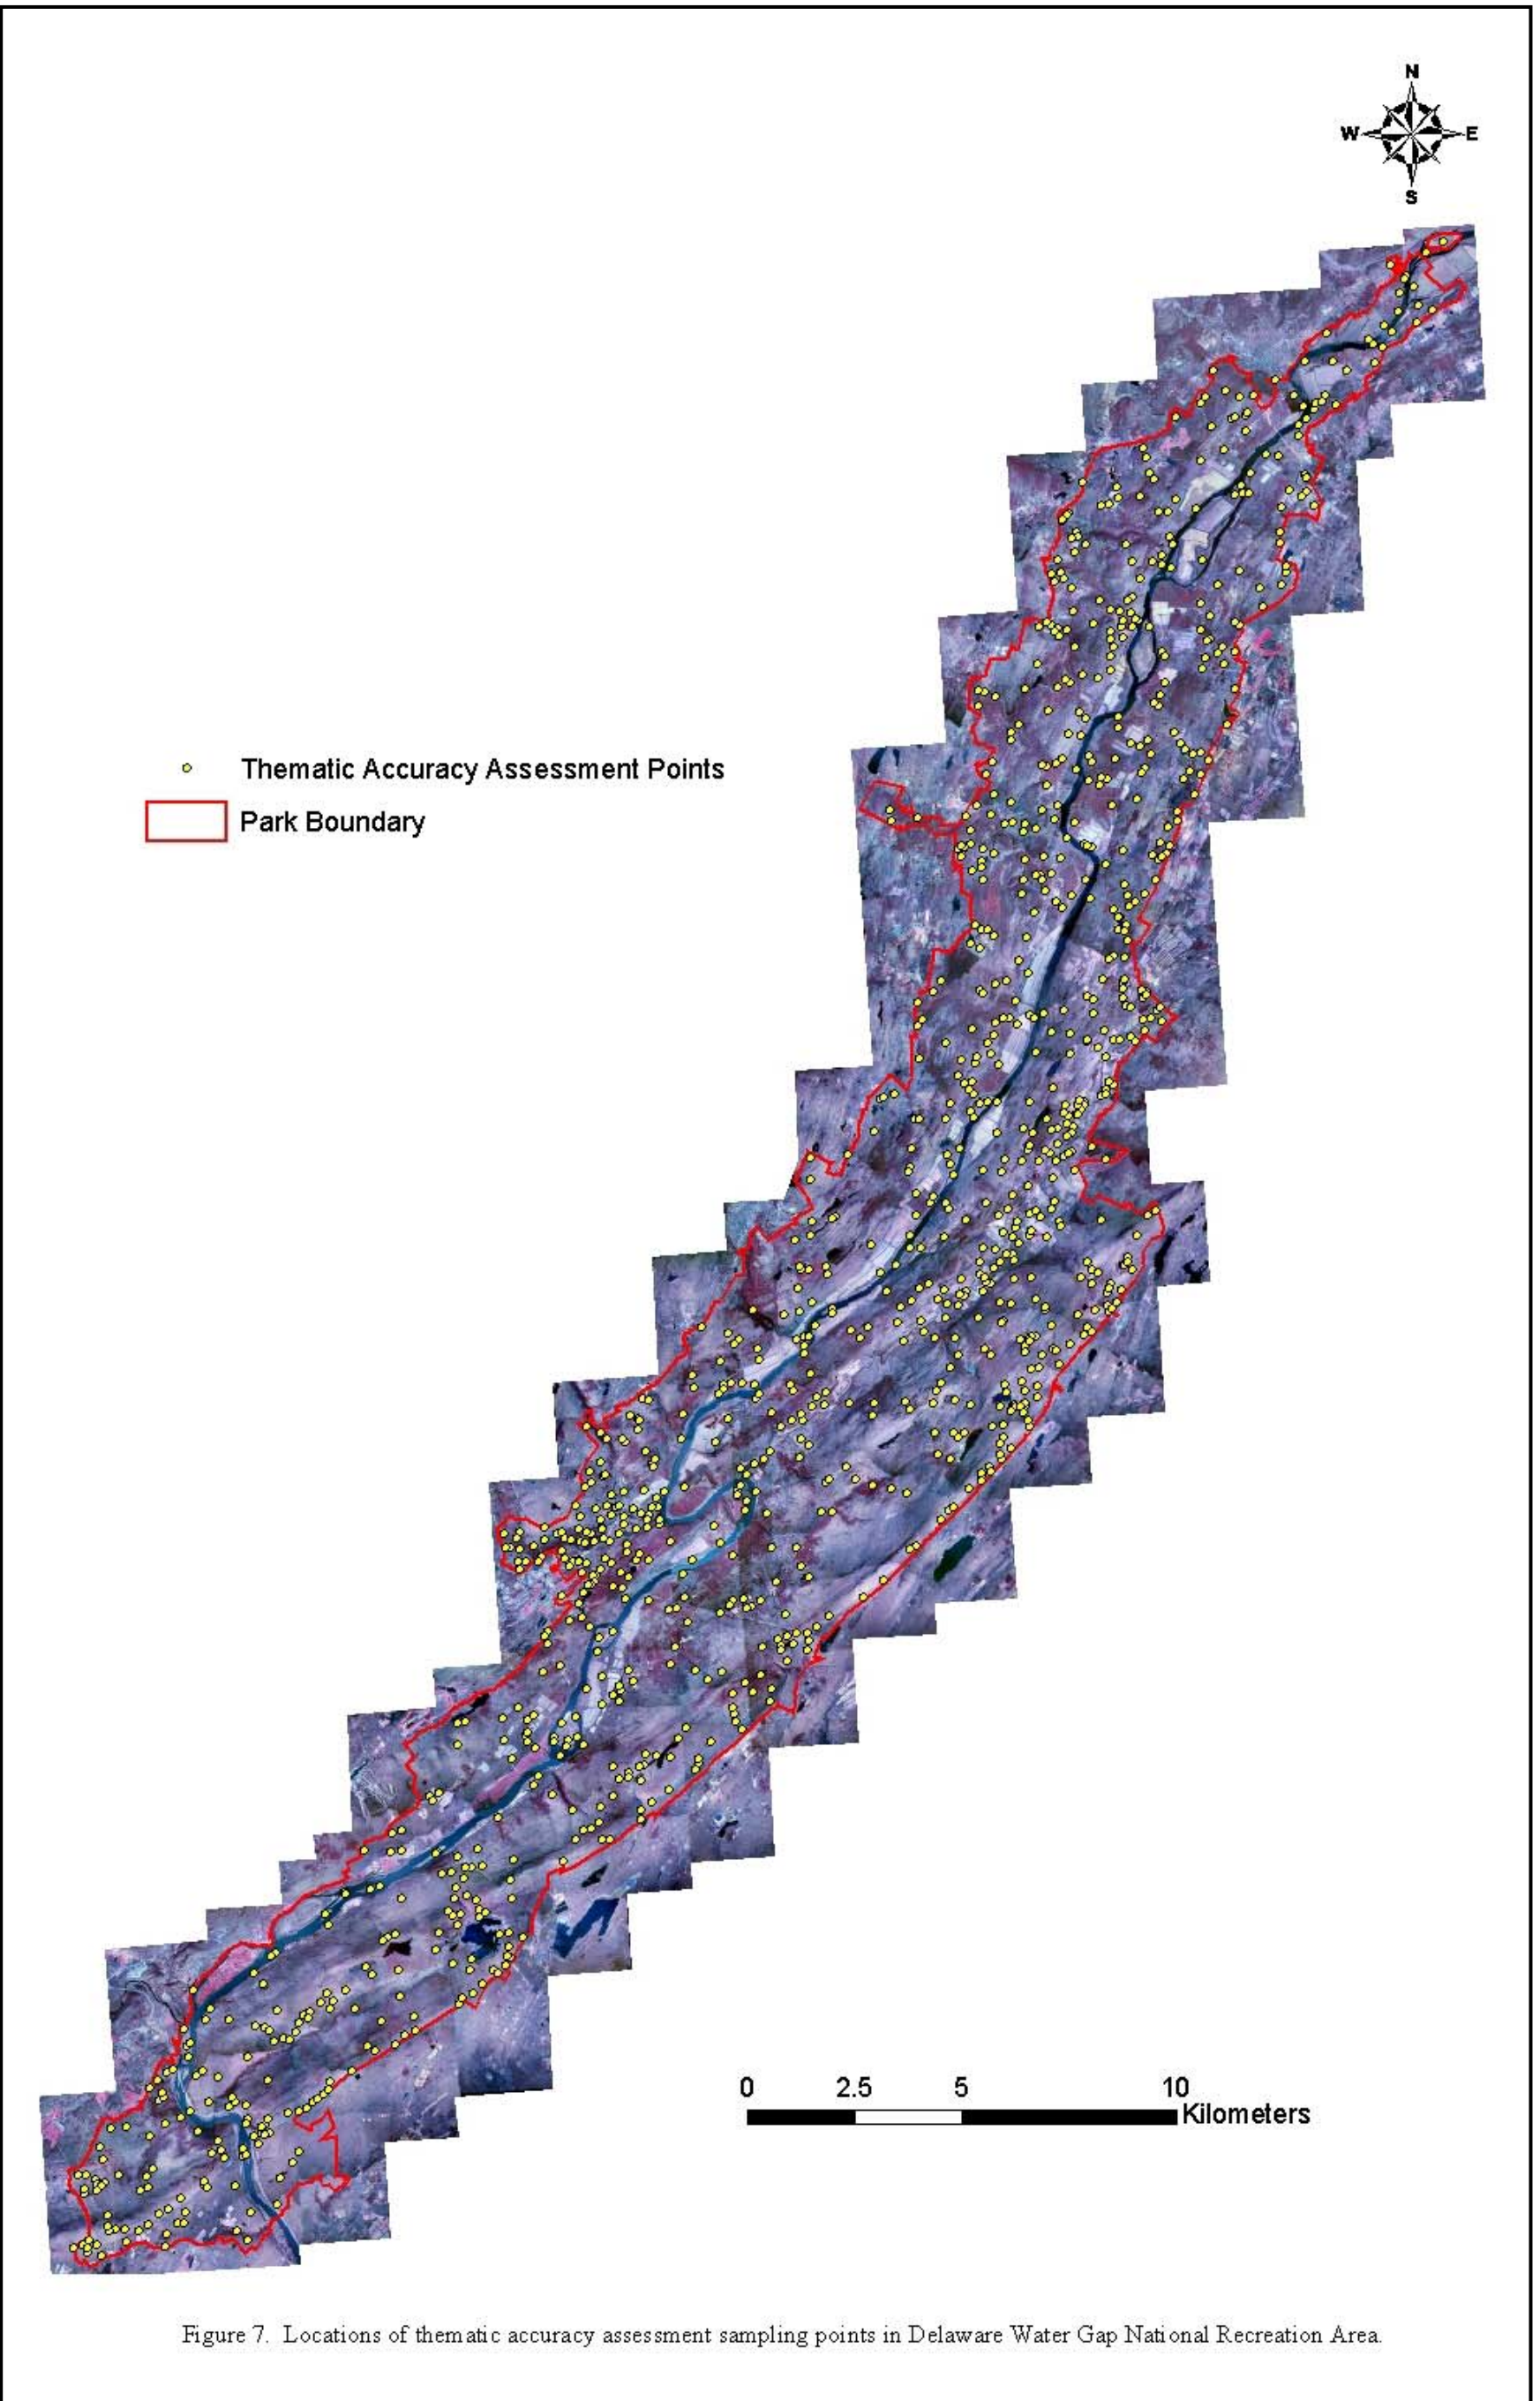 N
W E
S
Thematic Accuracy Assessment Points
Park Boundary
0 2.5 5 10
Kilometers
Figure 7. Locations of thematic accuracy assessment sampling points in Delaware Water Gap National Recreation Area.